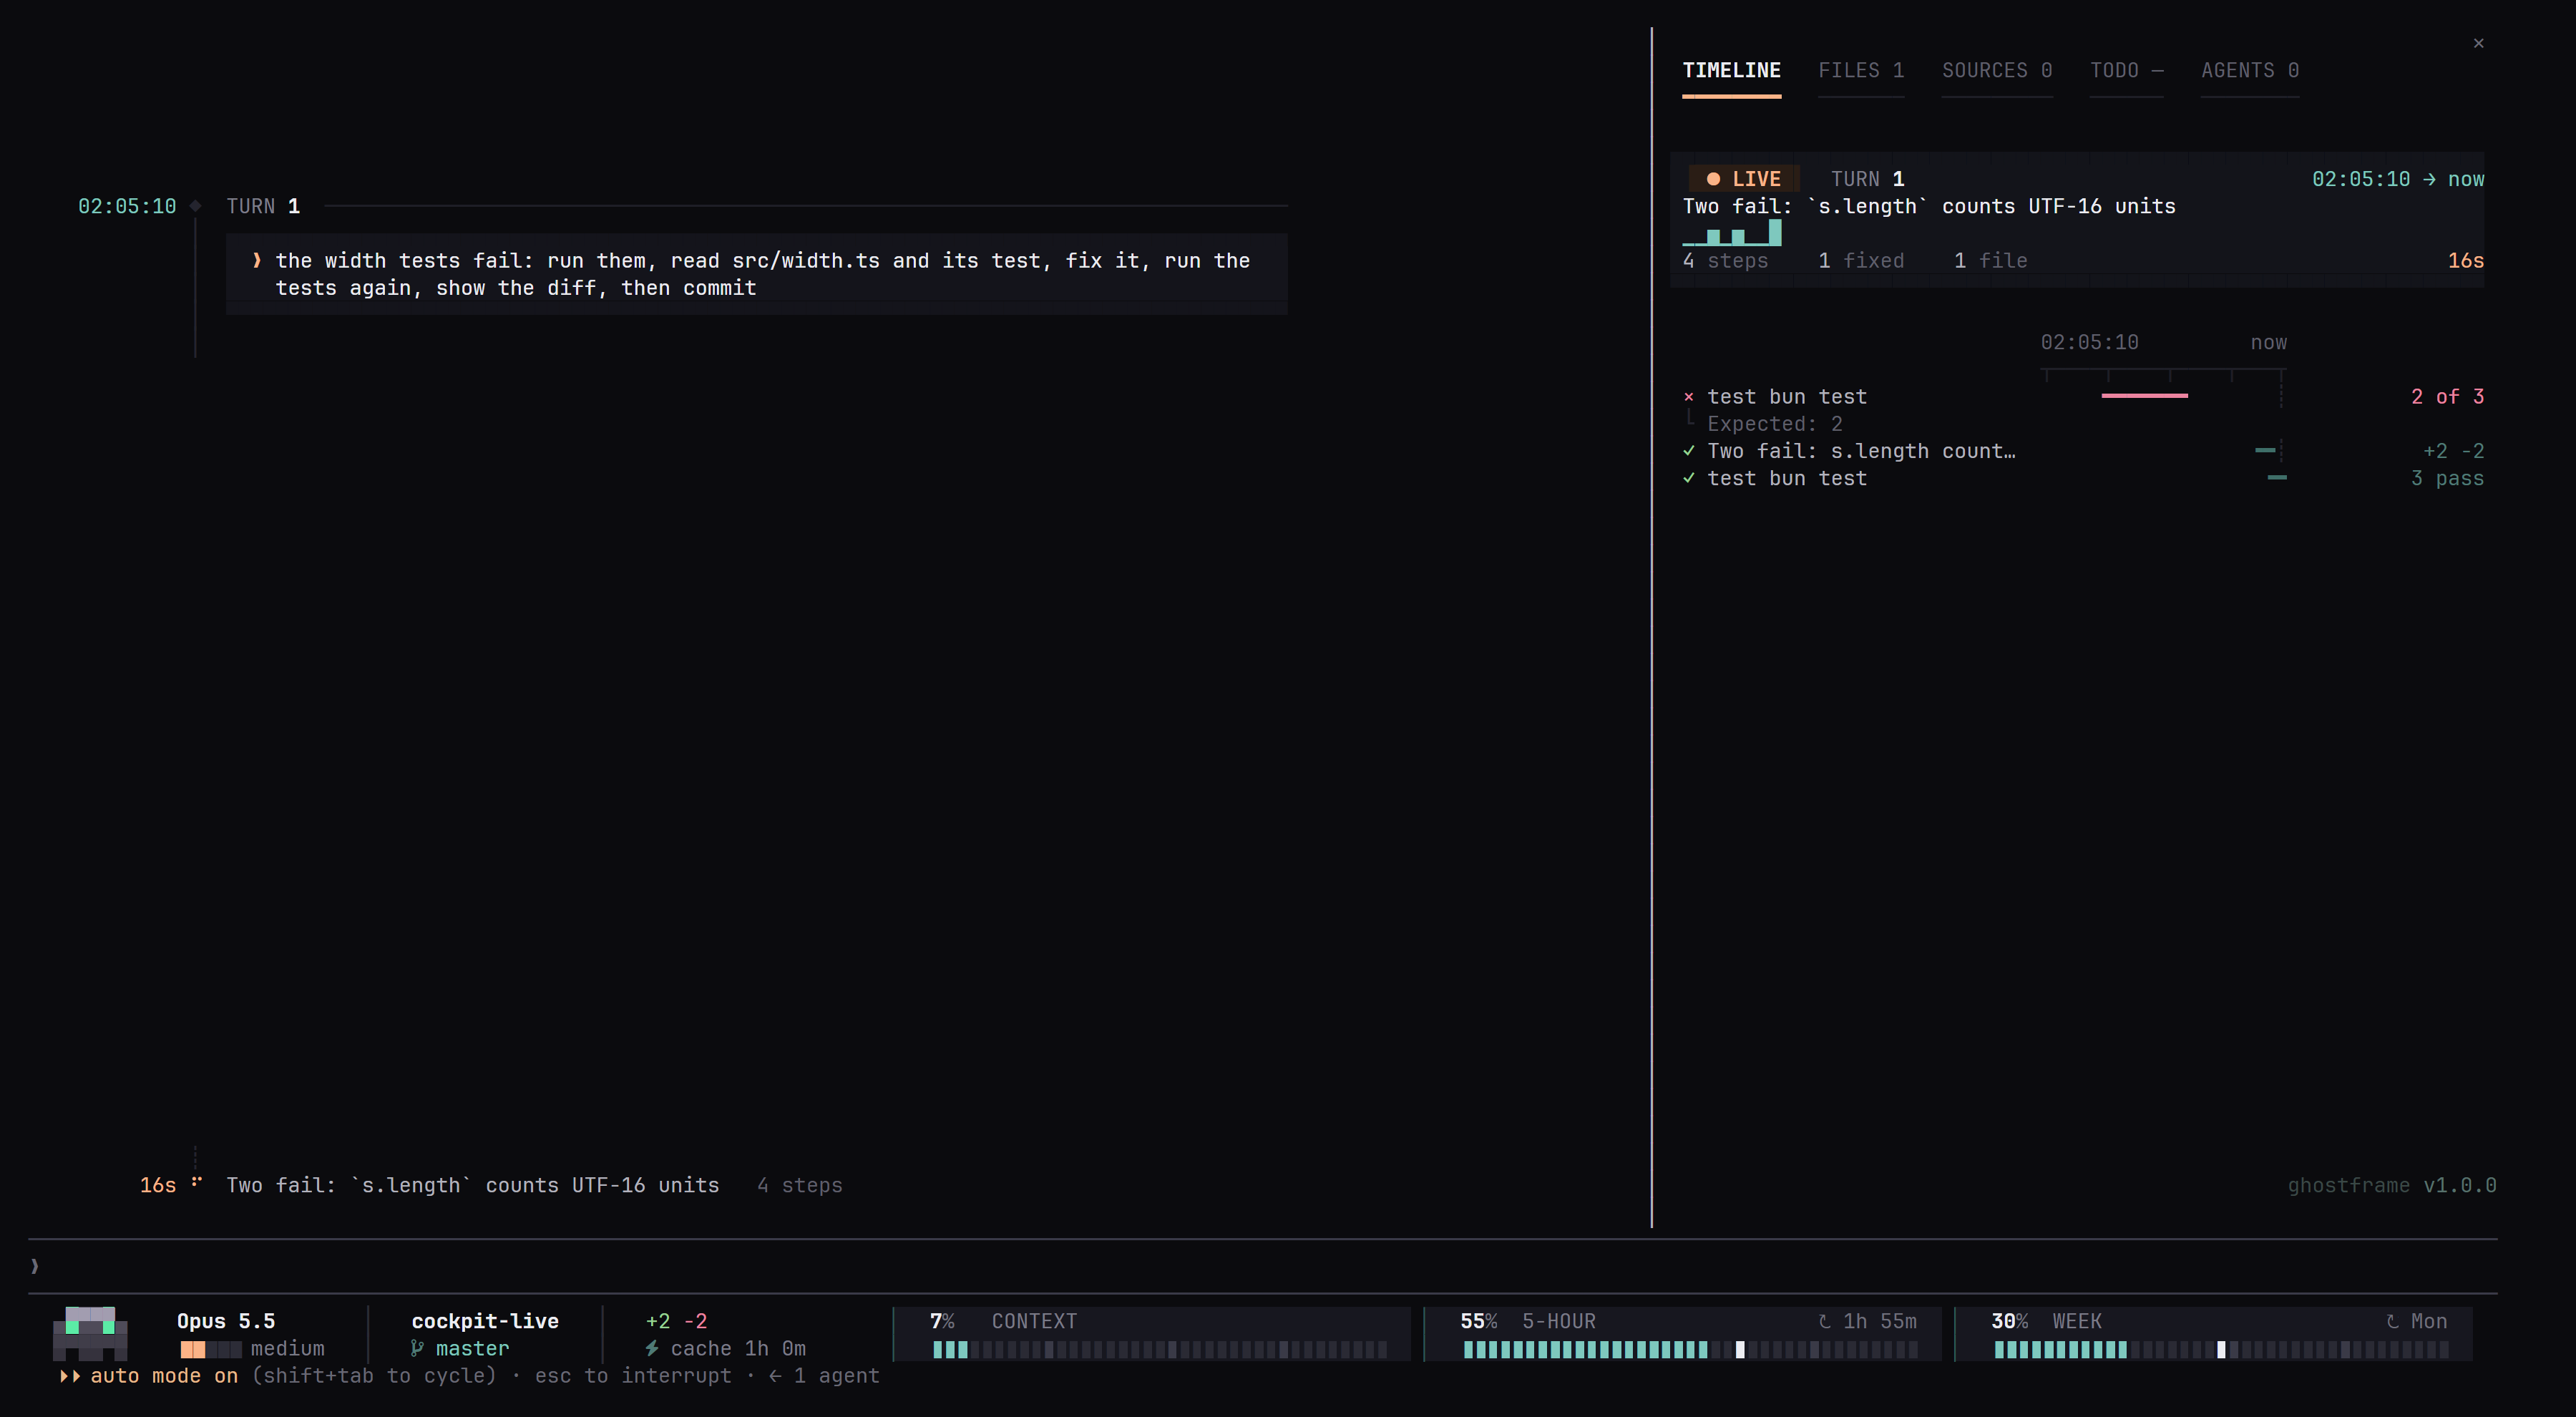 ×
TIMELINE FILES 1 SOURCES 0 TODO — AGENTS 0
● LIVE TURN 1 02:05:10 → now
Two fail: `s.length` counts UTF-16 units
4 steps 1 fixed 1 file 16s
02:05:10 now
× test bun test 2 of 3
└ Expected: 2
✓ Two fail: s.length count… +2 -2
✓ test bun test 3 pass
02:05:10 ◆ TURN 1
❫ the width tests fail: run them, read src/width.ts and its test, fix it, run the
tests again, show the diff, then commit
16s Two fail: `s.length` counts UTF-16 units 4 steps
ghostframe v1.0.0
❫
Opus 5.5 cockpit-live +2 -2 7% CONTEXT 55% 5-HOUR ↻ 1h 55m 30% WEEK ↻ Mon
medium master cache 1h 0m
⏵⏵ auto mode on (shift+tab to cycle) · esc to interrupt · ← 1 agent